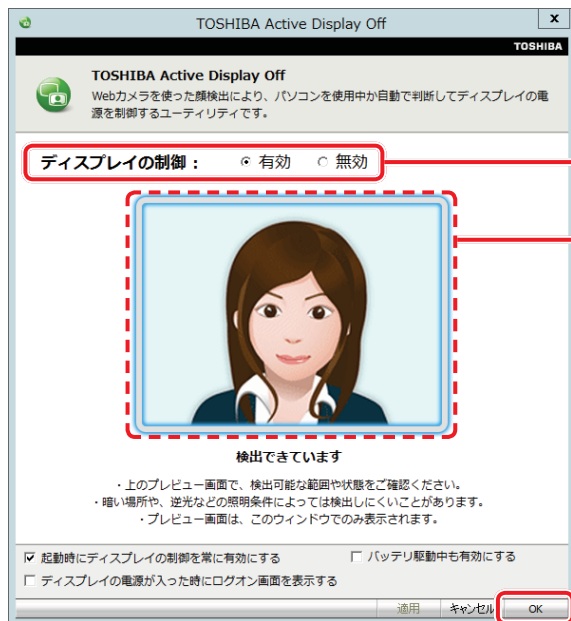 TOSHIBA Active Display Off
x
TOSHIBA
TOSHIBA Active Display Off
Webカメラを使った顔検出により、パソコンを使用中か自動で判断してディスプレイの電
源を制御するユーティリティです。
ディスプレイの制御： 有効 無効
検出できています
・上のプレビュー画面で、検出可能な範囲や状態をご確認ください。
・暗い場所や、逆光などの照明条件によっては検出しにくいことがあります。
・プレビュー画面は、このウィンドウでのみ表示されます。
起動時にディスプレイの制御を常に有効にする バッテリ駆動中も有効にする
ディスプレイの電源が入った時にログオン画面を表示する
適用 キャンセル OK